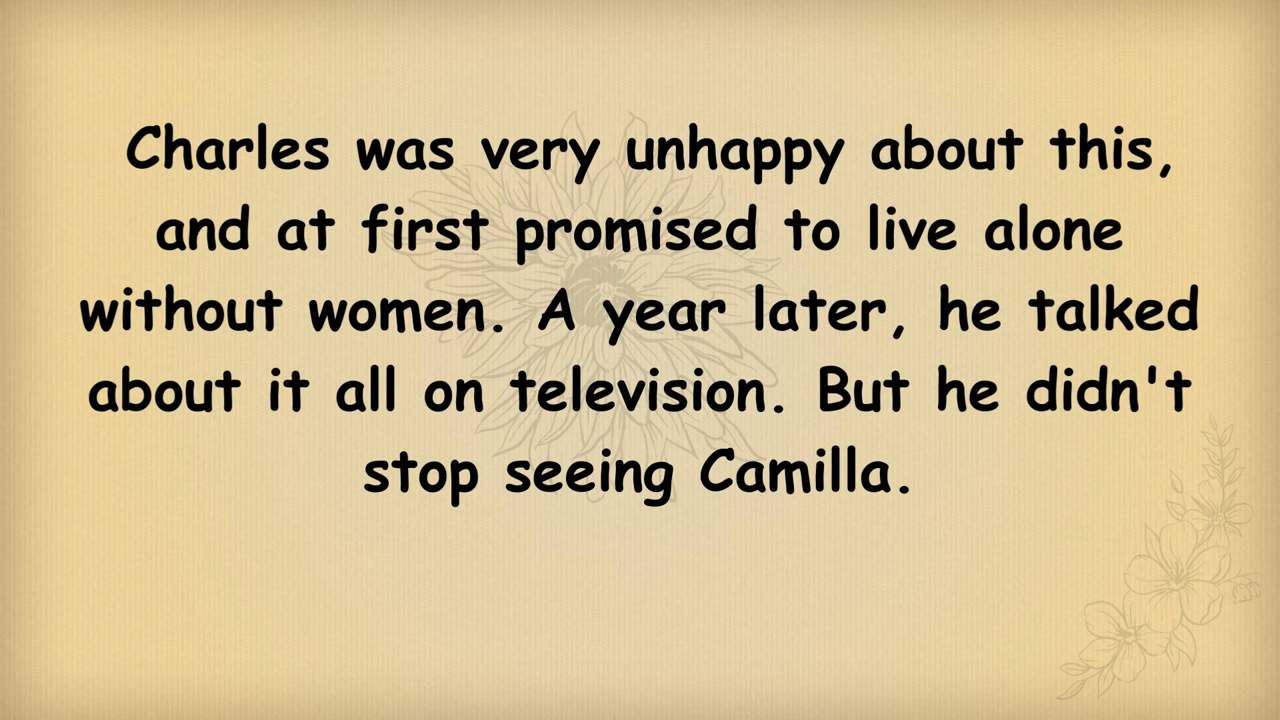 Charles was very unhappy about this,
and at first promised to live alone
without women. A year later, he talked
about it all on television. But he didn't
stop seeing Camilla.